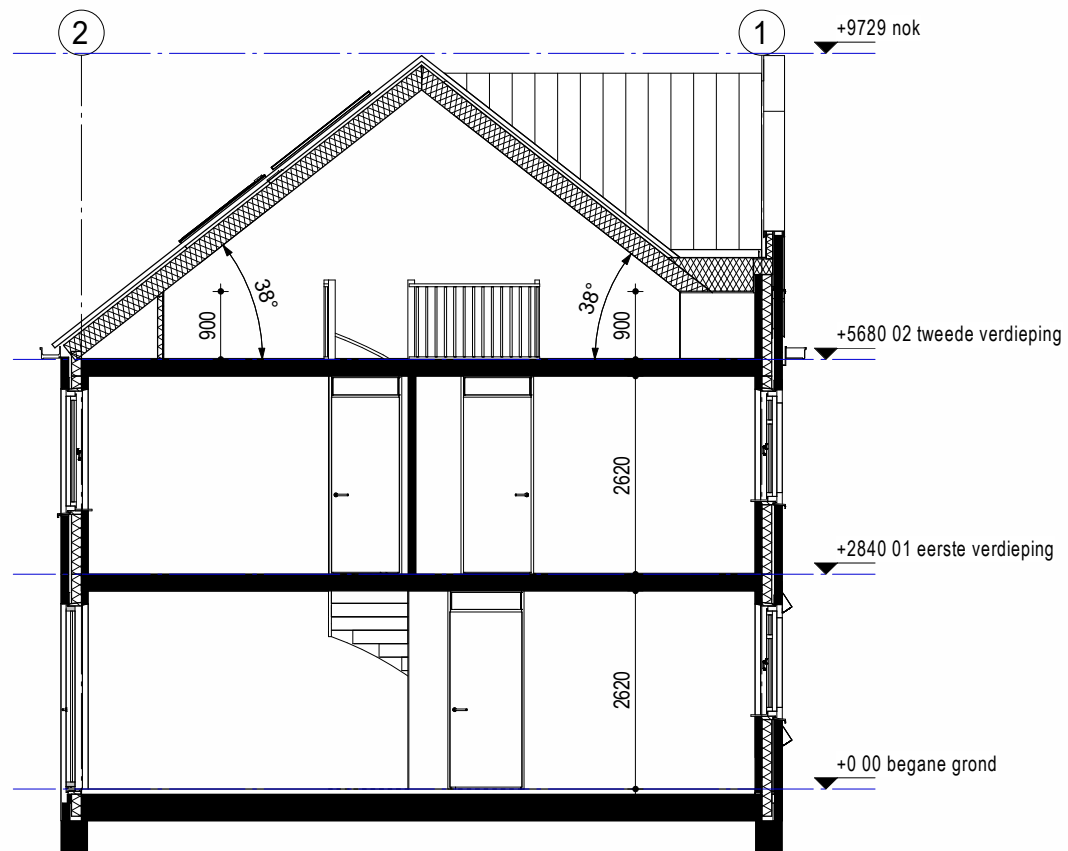 2
1
+9729 nok
38°
900
38°
900
+5680 02 tweede verdieping
2620
+2840 01 eerste verdieping
2620
+0 00 begane grond